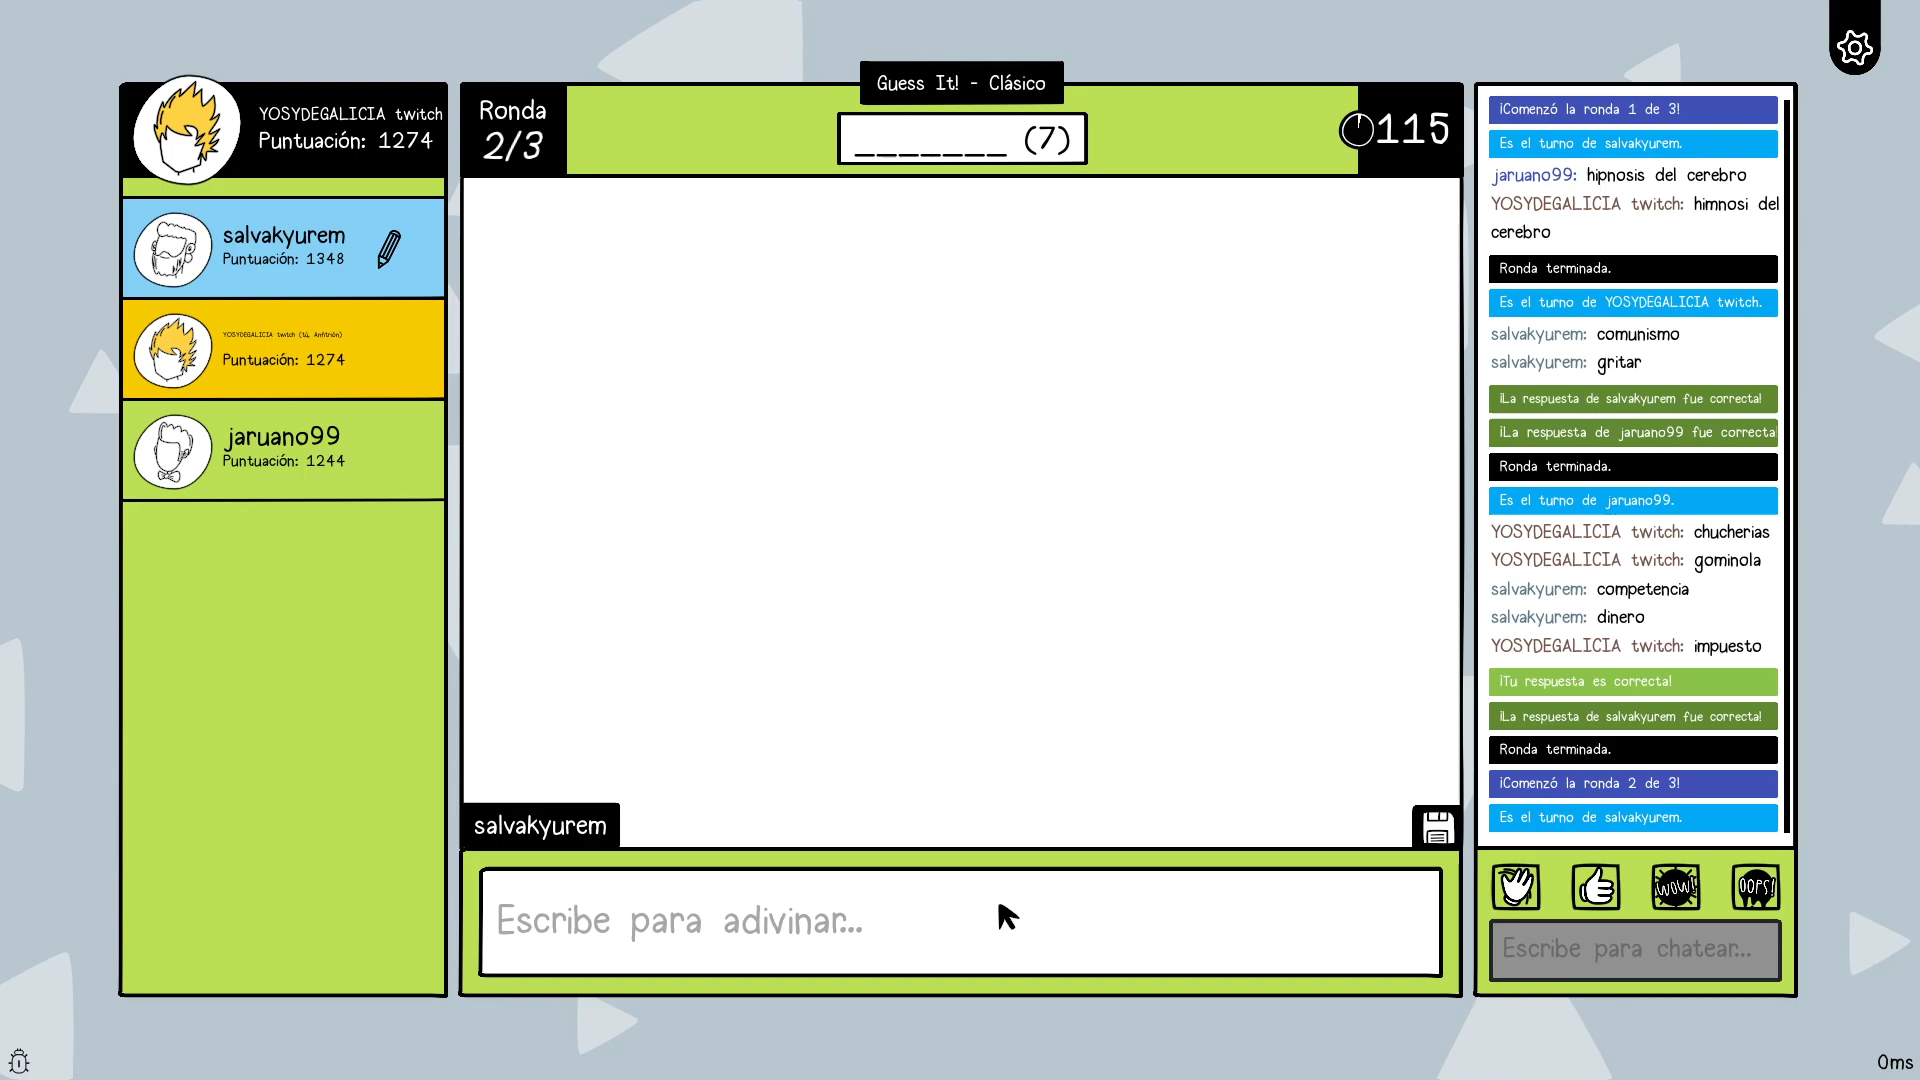 Guess It! - Clásico
YOSYDEGALICIA twitch
Puntuación: 1274
Ronda
2/3
_______ (7)
115
salvakyurem
Puntuación: 1348
YOSYDEGALICIA twitch (tú, Anfitrión)
Puntuación: 1274
jaruano99
Puntuación: 1244
salvakyurem
Escribe para adivinar...
¡Comenzó la ronda 1 de 3!
Es el turno de salvakyurem.
jaruano99: hipnosis del cerebro
YOSYDEGALICIA twitch: himnosi del
cerebro
Ronda terminada.
Es el turno de YOSYDEGALICIA twitch.
salvakyurem: comunismo
salvakyurem: gritar
¡La respuesta de salvakyurem fue correcta!
¡La respuesta de jaruano99 fue correcta!
Ronda terminada.
Es el turno de jaruano99.
YOSYDEGALICIA twitch: chucherias
YOSYDEGALICIA twitch: gominola
salvakyurem: competencia
salvakyurem: dinero
YOSYDEGALICIA twitch: impuesto
¡Tu respuesta es correcta!
¡La respuesta de salvakyurem fue correcta!
Ronda terminada.
¡Comenzó la ronda 2 de 3!
Es el turno de salvakyurem.
WOW!
OOPS!
Escribe para chatear...
0ms